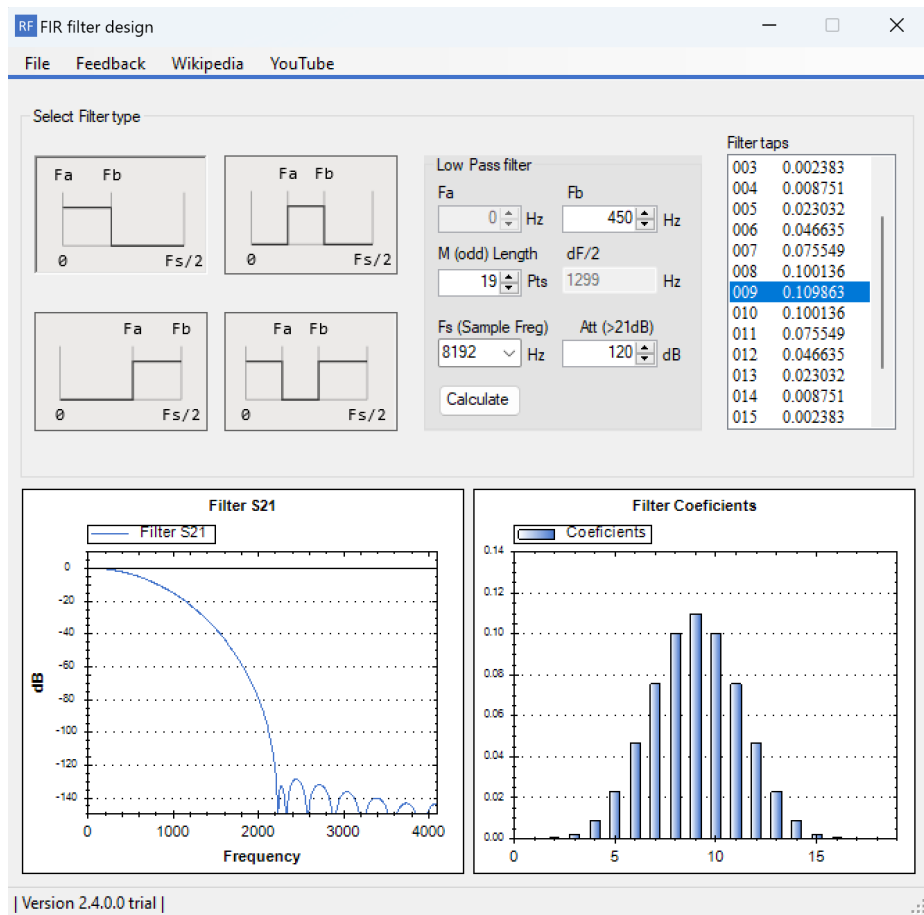 RF FIR filter design
File Feedback Wikipedia YouTube
Select Filter type
Fa Fb
0 Fs/2
Fa Fb
0 Fs/2
Fa Fb
0 Fs/2
Fa Fb
0 Fs/2
Low Pass filter
Fa Fb
0 Hz 450 Hz
M (odd) Length dF/2
19 Pts 1299 Hz
Fs (Sample Freg) Att (>21dB)
8192 Hz 120 dB
Calculate
Filter taps
003 0.002383
004 0.008751
005 0.023032
006 0.046635
007 0.075549
008 0.100136
009 0.109863
010 0.100136
011 0.075549
012 0.046635
013 0.023032
014 0.008751
015 0.002383
Filter S21
Filter S21
0
-20
-40
-60
-80
-100
-120
-140
dB
0 1000 2000 3000 4000
Frequency
Filter Coeficients
Coeficients
0.14
0.12
0.10
0.08
0.06
0.04
0.02
0.00
0 5 10 15
| Version 2.4.0.0 trial |